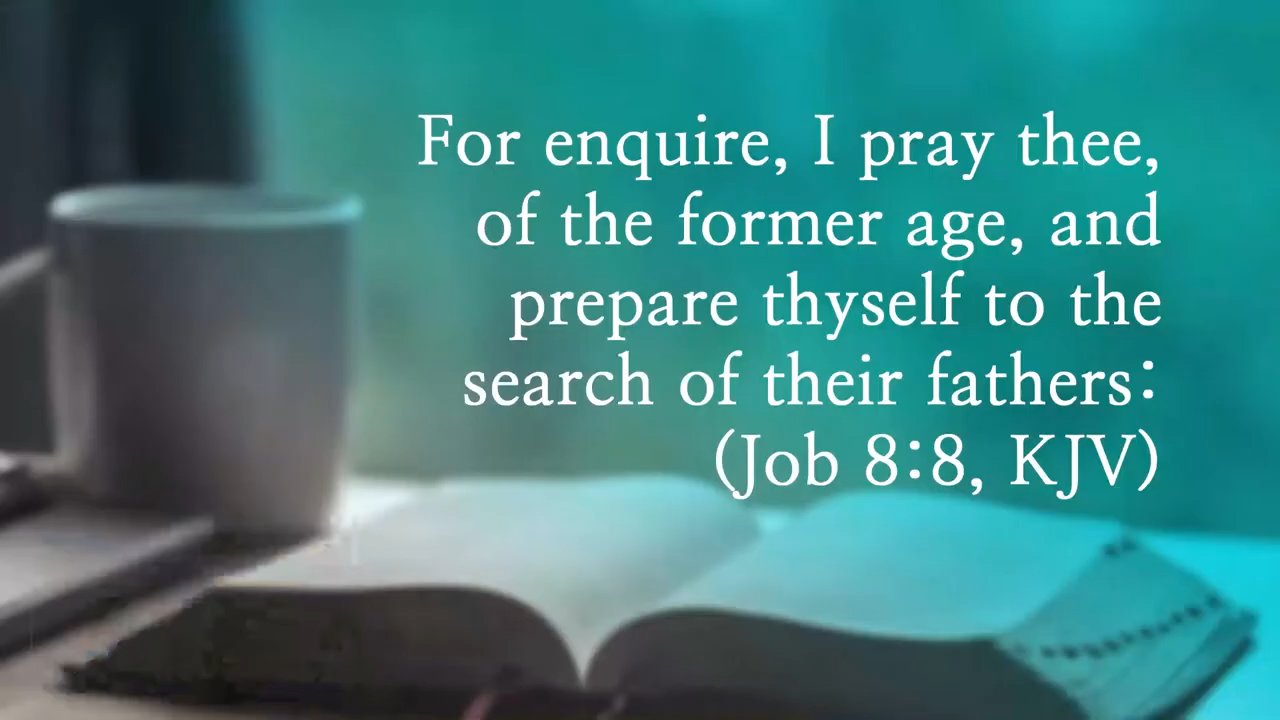 For enquire, I pray thee,
of the former age, and
prepare thyself to the
search of their fathers:
(Job 8:8, KJV)